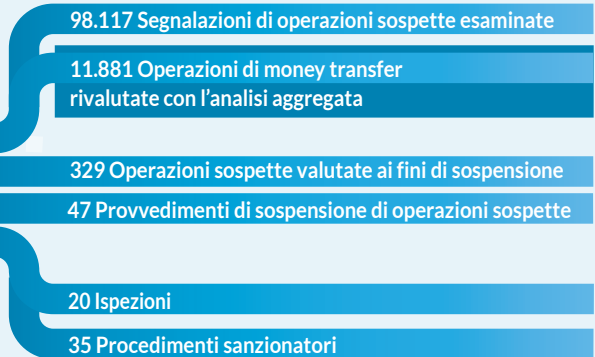 98.117 Segnalazioni di operazioni sospette esaminate
11.881 Operazioni di money transfer
rivalutate con l'analisi aggregata
329 Operazioni sospette valutate ai fini di sospensione
47 Provvedimenti di sospensione di operazioni sospette
20 Ispezioni
35 Procedimenti sanzionatori